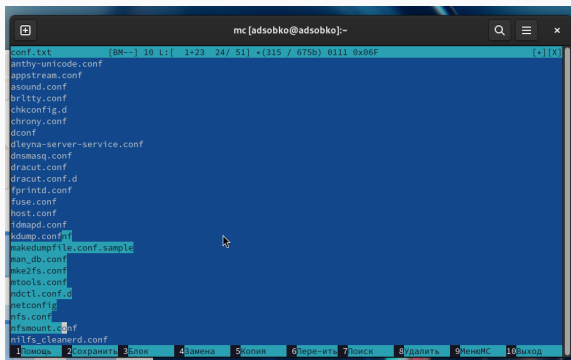 mc [adsobko@adsobko]:~
conf.txt [BM--] 10 L:[ 1+23 24/ 51] *(315 / 675b) 0111 0x06F [*][X]
anthy-unicode.conf
appstream.conf
asound.conf
brltty.conf
chkconfig.d
chrony.conf
dconf
dleyna-server-service.conf
dnsmasq.conf
dracut.conf
dracut.conf.d
fprintd.conf
fuse.conf
host.conf
idmapd.conf
kdump.confnf
makedumpfile.conf.sample
man_db.conf
mke2fs.conf
mtools.conf
ndctl.conf.d
netconfig
nfs.conf
nfsmount.conf
nilfs_cleanerd.conf
1Помощь 2Сохранить 3Блок 4Замена 5Копия 6Пере-ить 7Поиск 8Удалить 9МенюMC 10Выход